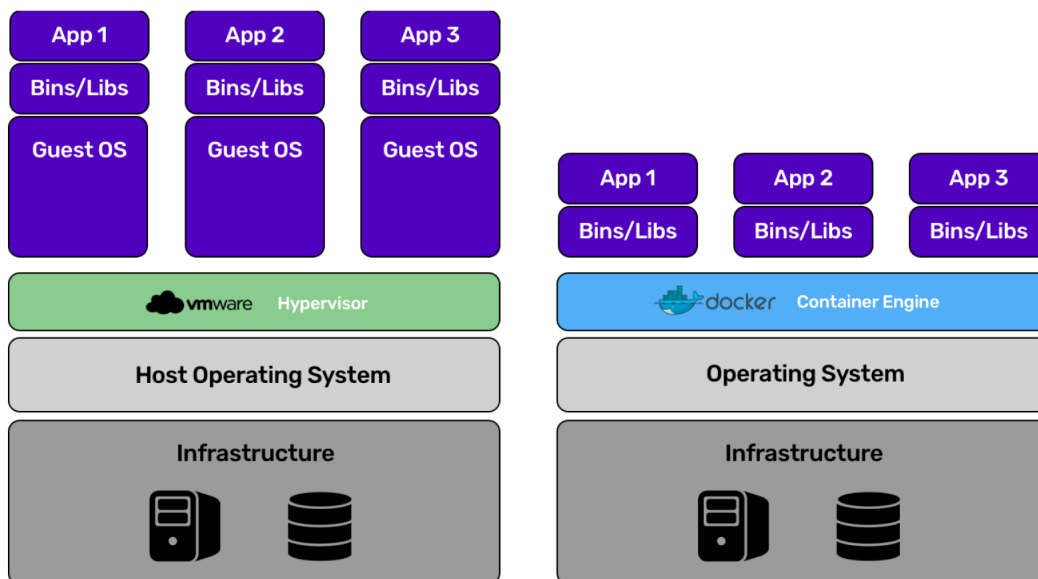 App 1
App 2
App 3
Bins/Libs
Bins/Libs
Bins/Libs
Guest OS
Guest OS
Guest OS
vmware Hypervisor
Host Operating System
Infrastructure
App 1
App 2
App 3
Bins/Libs
Bins/Libs
Bins/Libs
docker Container Engine
Operating System
Infrastructure